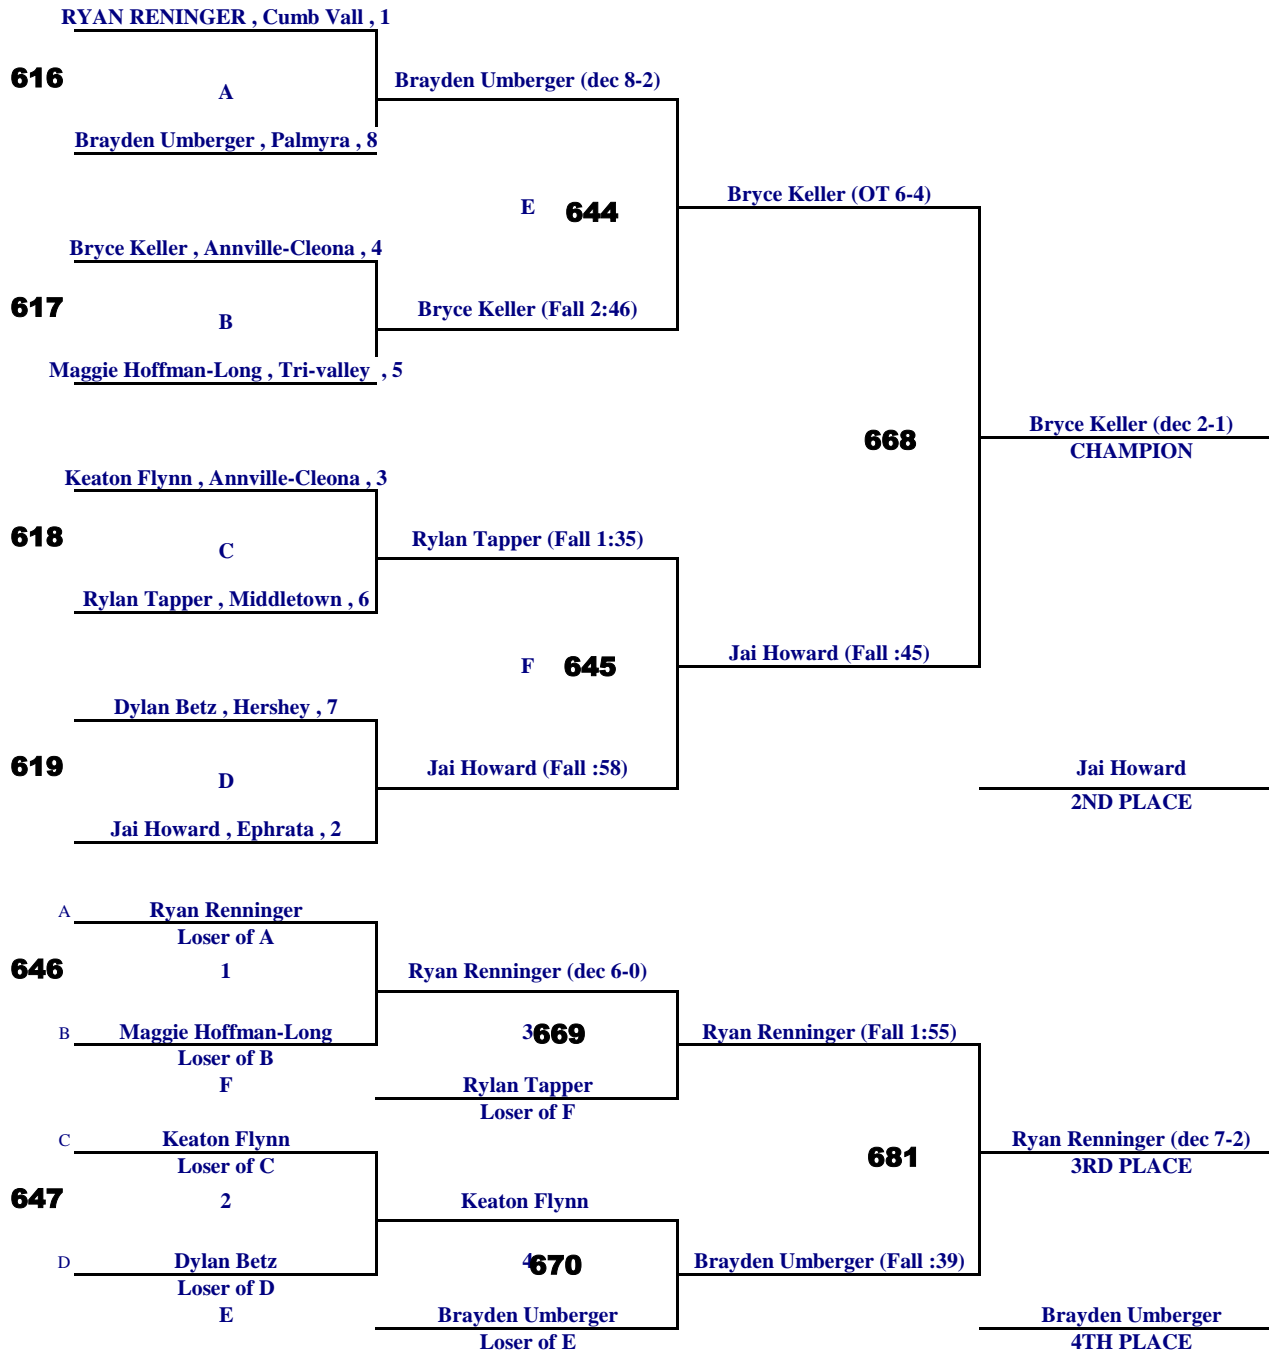 RYAN RENINGER , Cumb Vall , 1
616
A
Brayden Umberger (dec 8-2)
Brayden Umberger , Palmyra , 8
E 644
Bryce Keller (OT 6-4)
Bryce Keller , Annville-Cleona , 4
617
B
Bryce Keller (Fall 2:46)
Maggie Hoffman-Long , Tri-valley , 5
668
Bryce Keller (dec 2-1)
CHAMPION
Keaton Flynn , Annville-Cleona , 3
618
C
Rylan Tapper (Fall 1:35)
Rylan Tapper , Middletown , 6
F 645
Jai Howard (Fall :45)
Dylan Betz , Hershey , 7
619
D
Jai Howard (Fall :58)
Jai Howard
2ND PLACE
Jai Howard , Ephrata , 2
A Ryan Renninger
Loser of A
646
1
Ryan Renninger (dec 6-0)
B Maggie Hoffman-Long
Loser of B
3 669
Ryan Renninger (Fall 1:55)
F
Rylan Tapper
Loser of F
C Keaton Flynn
Loser of C
681
Ryan Renninger (dec 7-2)
3RD PLACE
647
2
Keaton Flynn
D Dylan Betz
Loser of D
4 670
Brayden Umberger (Fall :39)
E
Brayden Umberger
Loser of E
Brayden Umberger
4TH PLACE